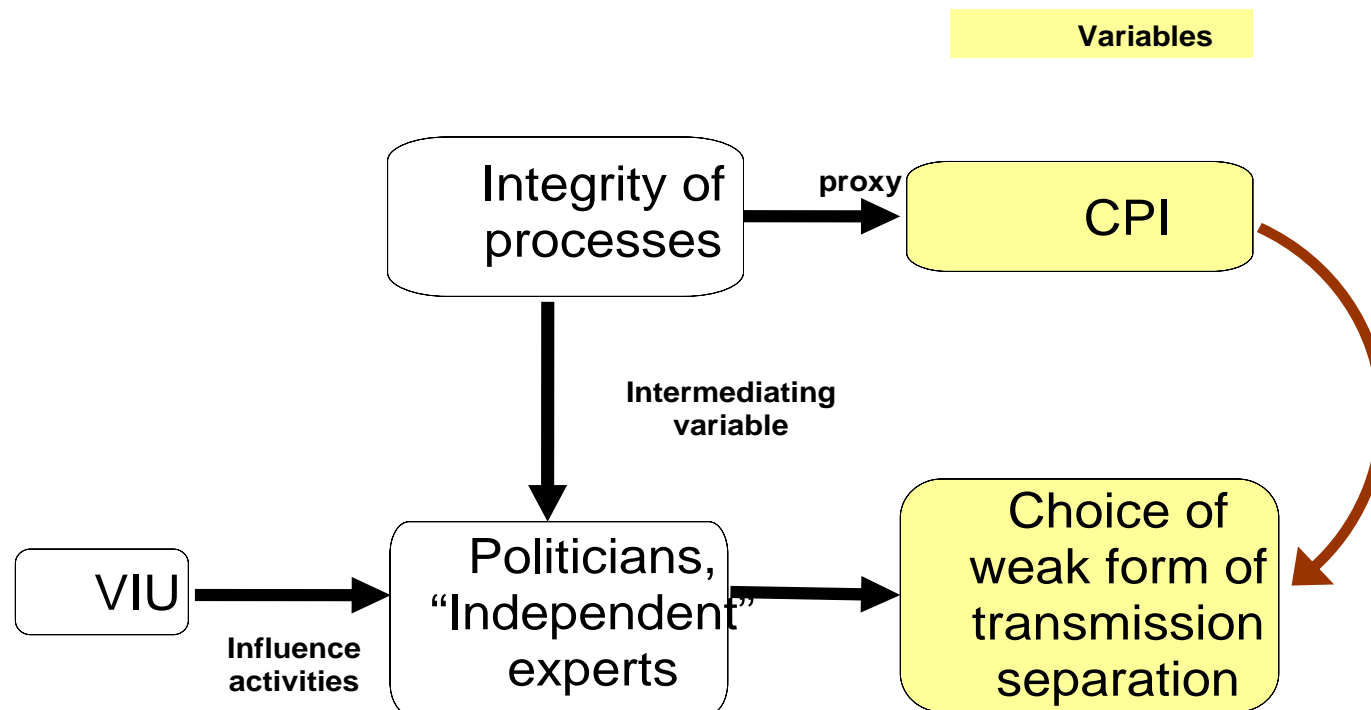 Variables
Integrity of
processes
proxy
CPI
Intermediating
variable
VIU
Influence
activities
Politicians,
“Independent”
experts
Choice of
weak form of
transmission
separation